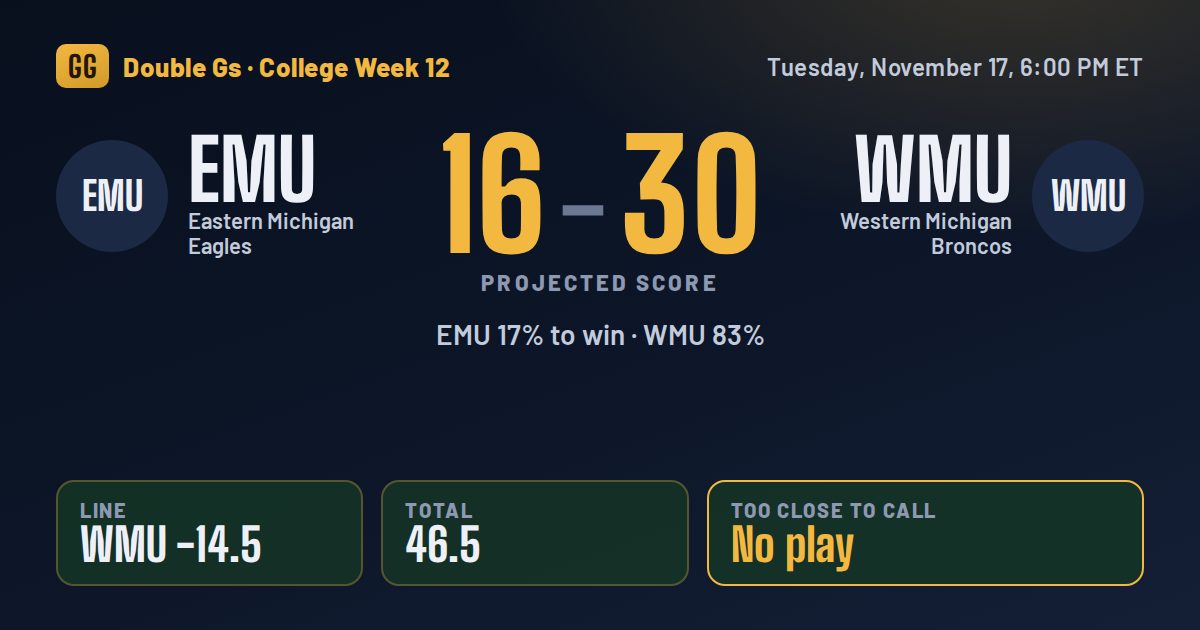 GG
Double Gs · College Week 12
Tuesday, November 17, 6:00 PM ET
EMU
EMU
Eastern Michigan
Eagles
16 – 30
PROJECTED SCORE
EMU 17% to win · WMU 83%
WMU
Western Michigan
Broncos
WMU
LINE
WMU −14.5
TOTAL
46.5
TOO CLOSE TO CALL
No play